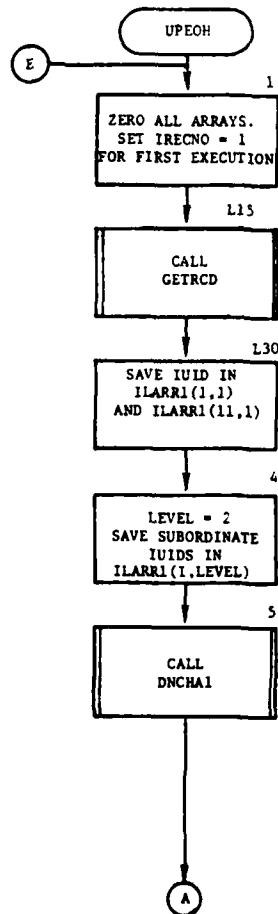 UPEOH
E
1
ZERO ALL ARRAYS.
SET IRECNO = 1
FOR FIRST EXECUTION
L15
CALL
GETRCD
L30
SAVE IUID IN
ILARR1(1,1)
AND ILARR1(11,1)
4
LEVEL = 2
SAVE SUBORDINATE
IUIDS IN
ILARR1(I,LEVEL)
5
CALL
DNCHA1
A